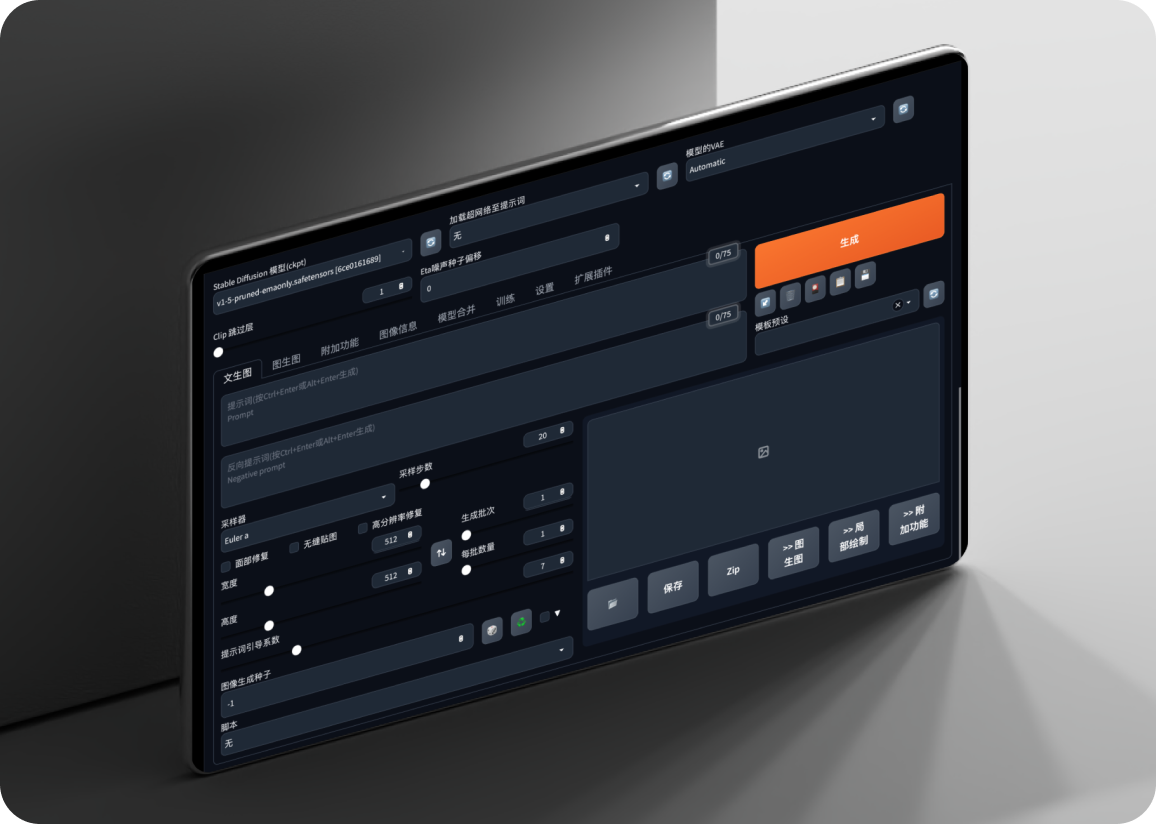 Stable Diffusion 模型(ckpt)
v1-5-pruned-emaonly.safetensors [6ce0161689]
加载超网络至提示词
无
模型的VAE
Automatic
Clip 跳过层
1
Eta噪声种子偏移
0
文生图
图生图
附加功能
图像信息
模型合并
训练
设置
扩展插件
提示词(按Ctrl+Enter或Alt+Enter生成)
Prompt
0/75
反向提示词(按Ctrl+Enter或Alt+Enter生成)
Negative prompt
0/75
生成
模板预设
采样器
Euler a
采样步数
20
面部修复
无缝贴图
高分辨率修复
宽度
512
高度
512
生成批次
1
每批数量
1
提示词引导系数
7
图像生成种子
-1
脚本
无
保存
Zip
>> 图
生图
>> 局
部绘制
>> 附
加功能